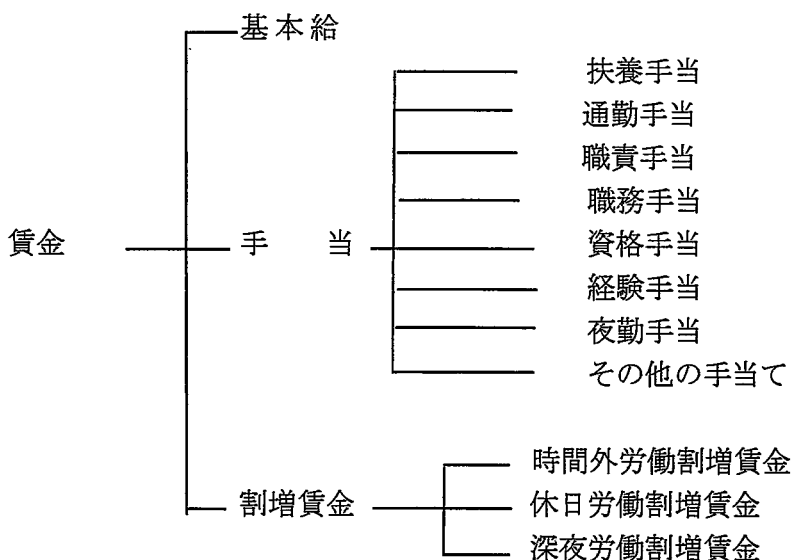 基本給
扶養手当
通勤手当
職責手当
職務手当
賃金 手 当 資格手当
経験手当
夜勤手当
その他の手当て
時間外労働割増賃金
割増賃金 休日労働割増賃金
深夜労働割増賃金